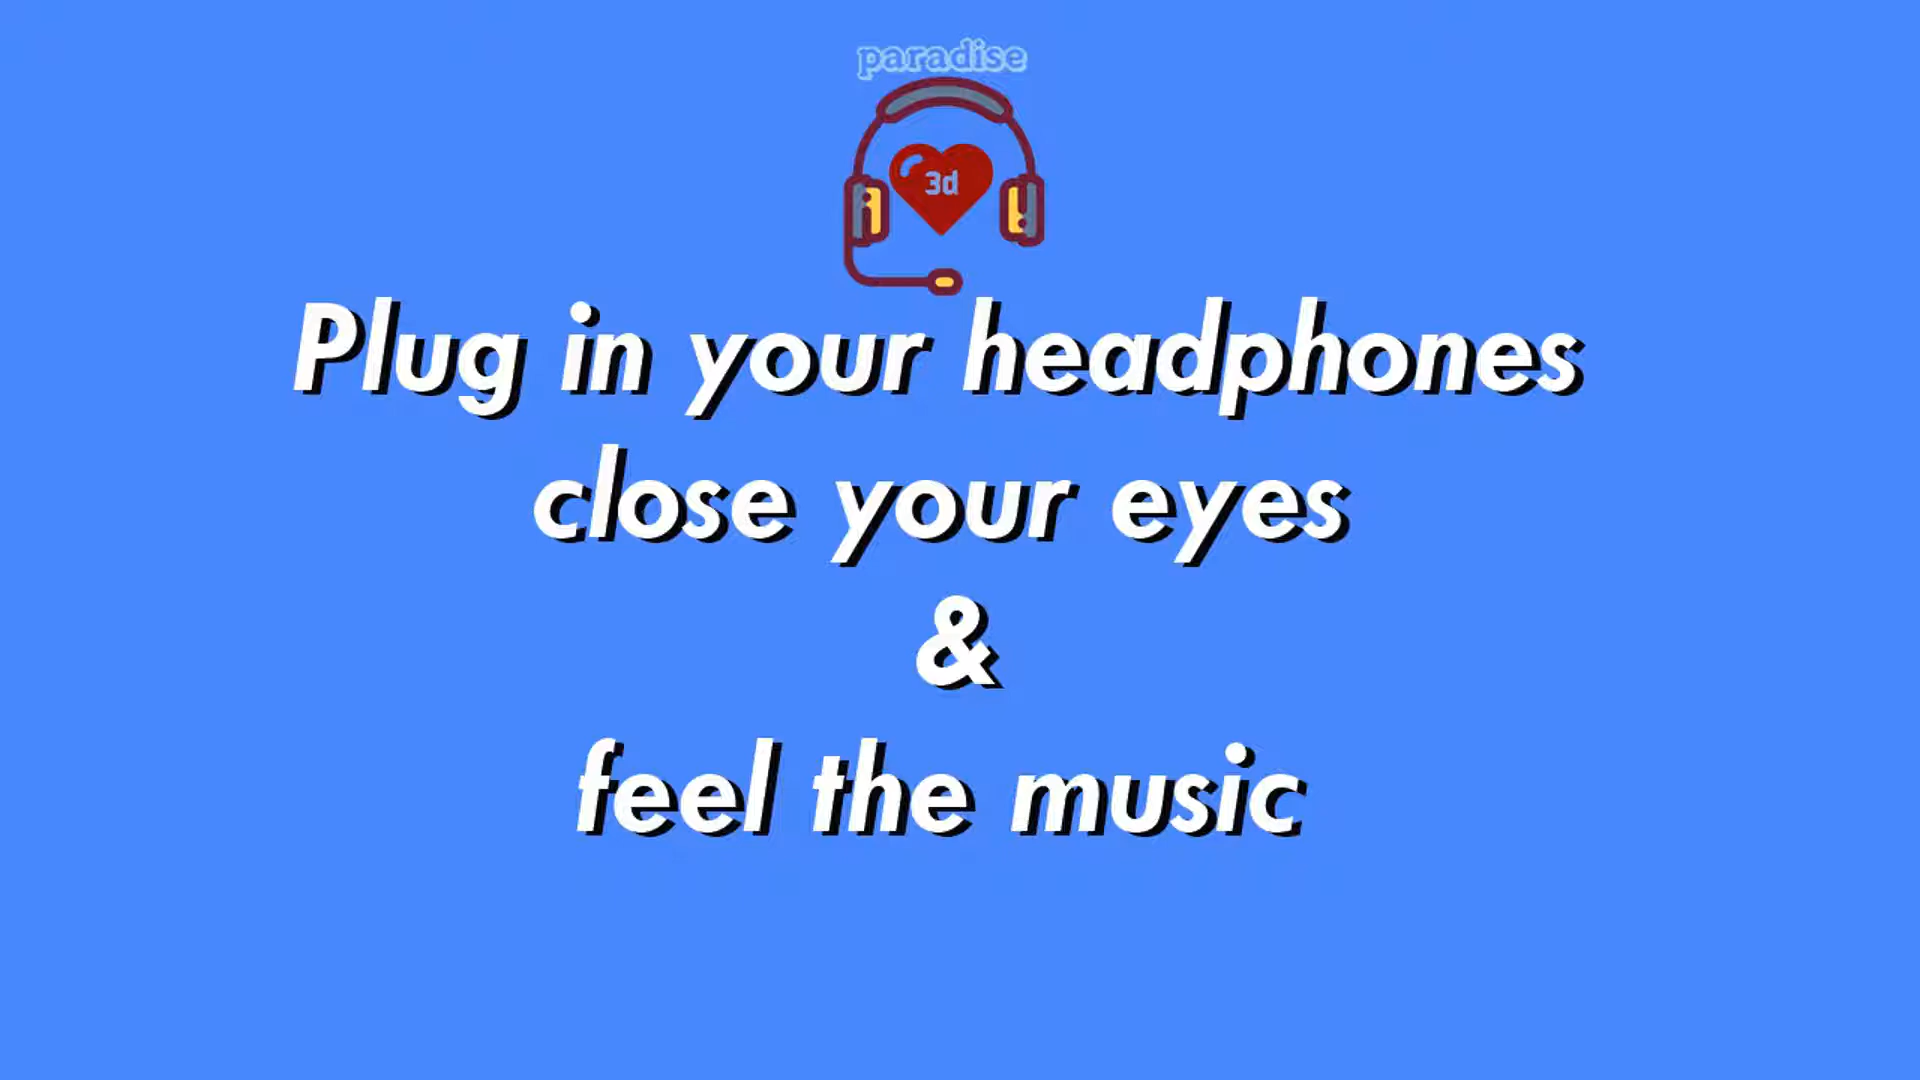 paradise
3d
Plug in your headphones
close your eyes
&
feel the music